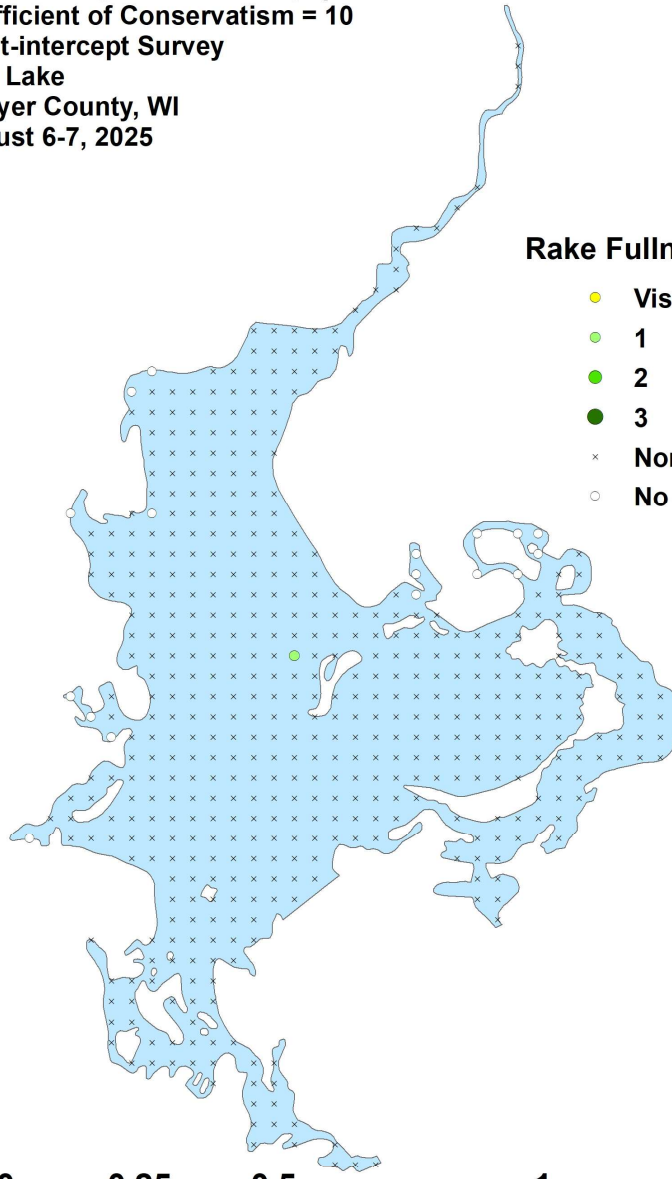 fficient of Conservatism = 10
t-intercept Survey
Lake
yer County, WI
ust 6-7, 2025
Rake Fulln
Vis
1
2
3
Non
No
0.25 0.5 1